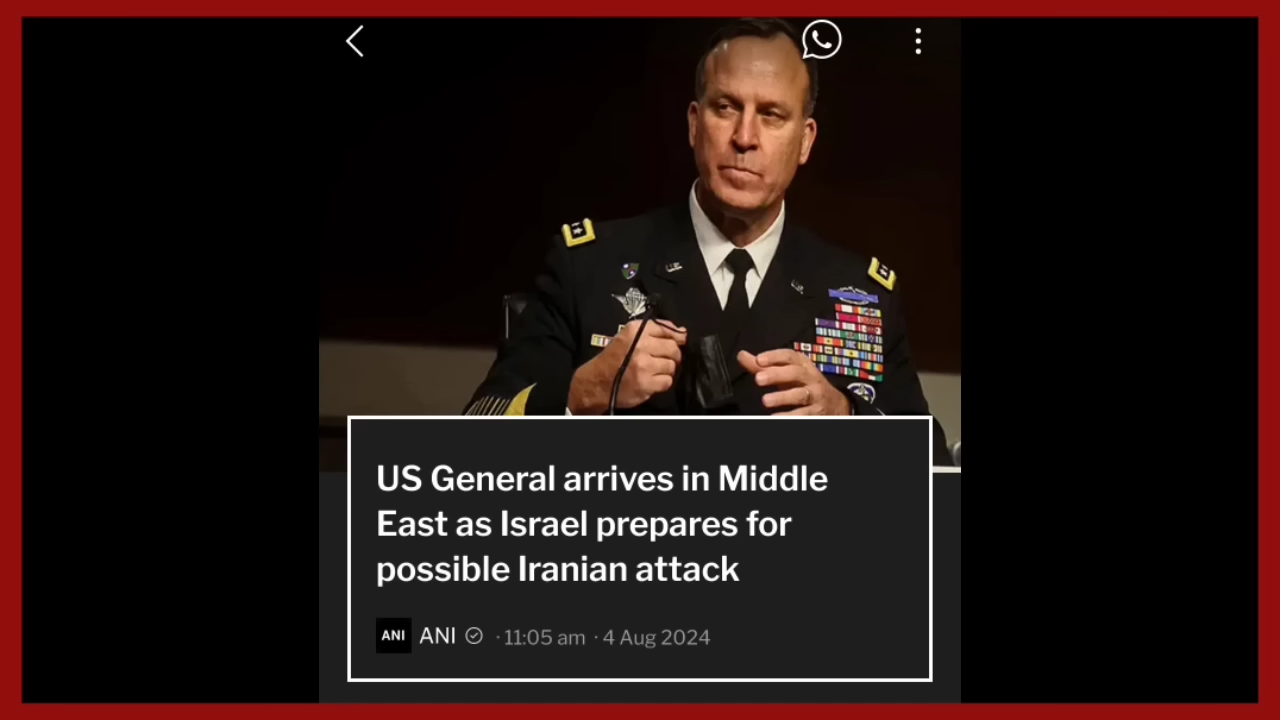 US General arrives in Middle
East as Israel prepares for
possible Iranian attack
ANI ANI · 11:05 am · 4 Aug 2024